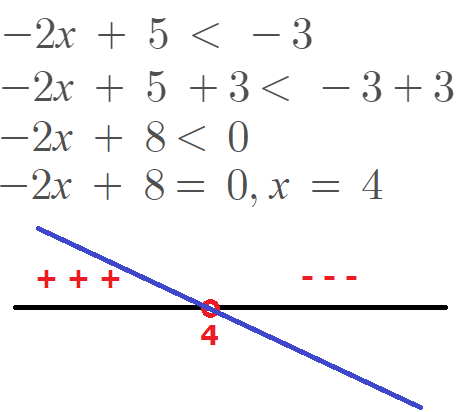 −2x + 5 < −3
−2x + 5 +3< −3+3
−2x + 8< 0
−2x + 8= 0, x = 4
+ + + - - -
4